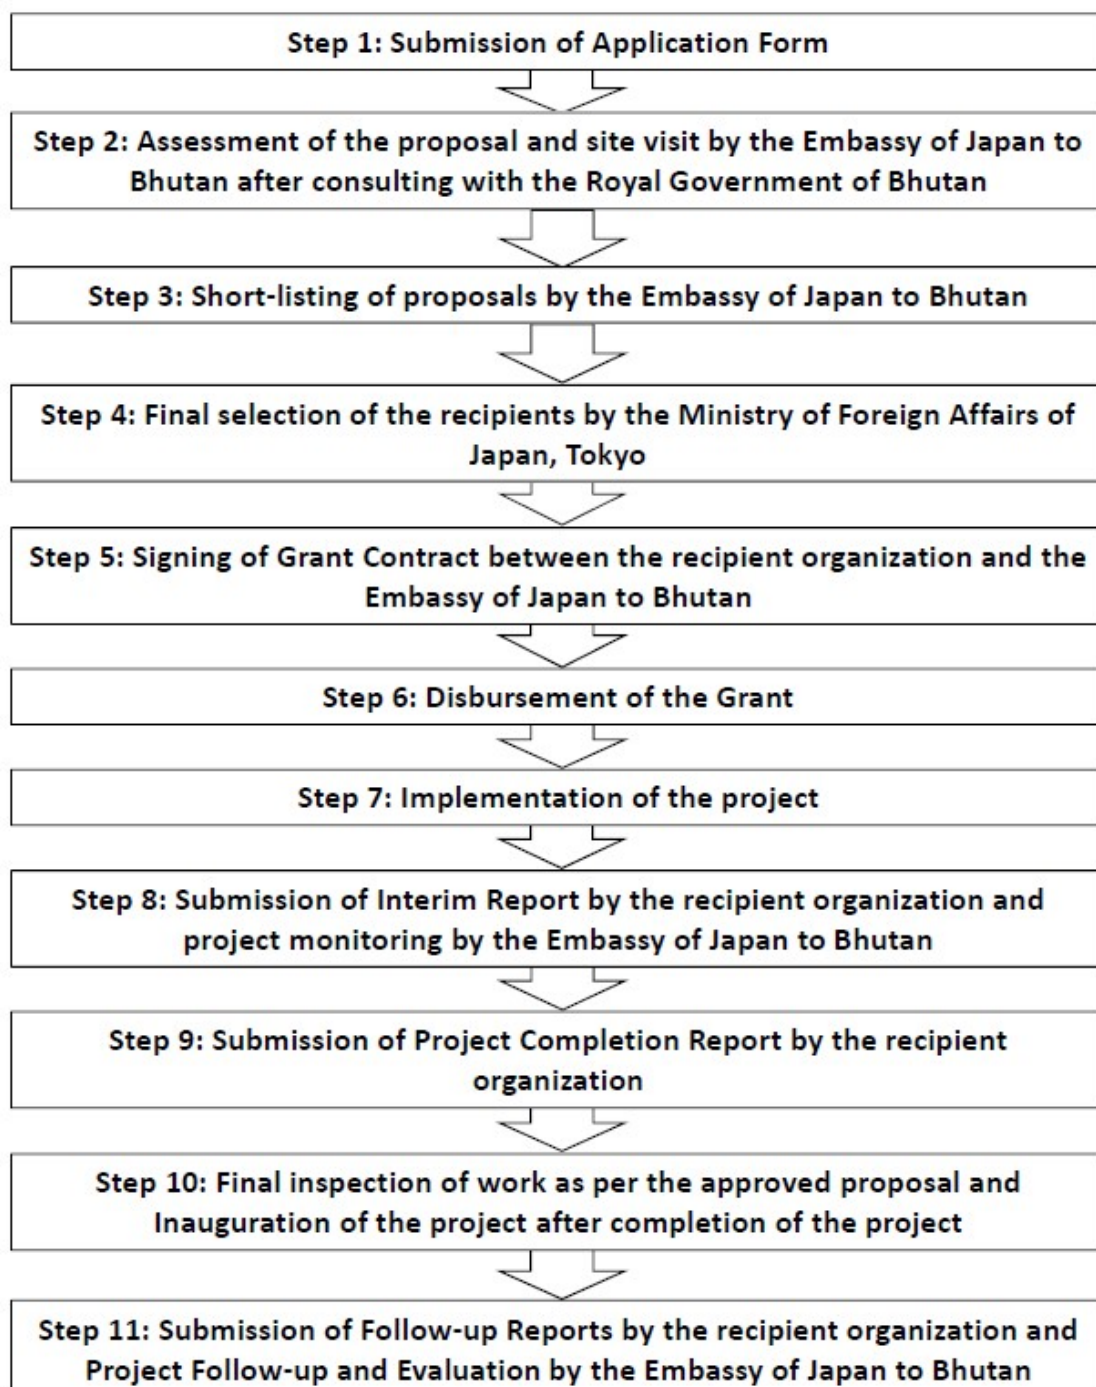 Step 1: Submission of Application Form
Step 2: Assessment of the proposal and site visit by the Embassy of Japan to
Bhutan after consulting with the Royal Government of Bhutan
Step 3: Short-listing of proposals by the Embassy of Japan to Bhutan
Step 4: Final selection of the recipients by the Ministry of Foreign Affairs of
Japan, Tokyo
Step 5: Signing of Grant Contract between the recipient organization and the
Embassy of Japan to Bhutan
Step 6: Disbursement of the Grant
Step 7: Implementation of the project
Step 8: Submission of Interim Report by the recipient organization and
project monitoring by the Embassy of Japan to Bhutan
Step 9: Submission of Project Completion Report by the recipient
organization
Step 10: Final inspection of work as per the approved proposal and
Inauguration of the project after completion of the project
Step 11: Submission of Follow-up Reports by the recipient organization and
Project Follow-up and Evaluation by the Embassy of Japan to Bhutan